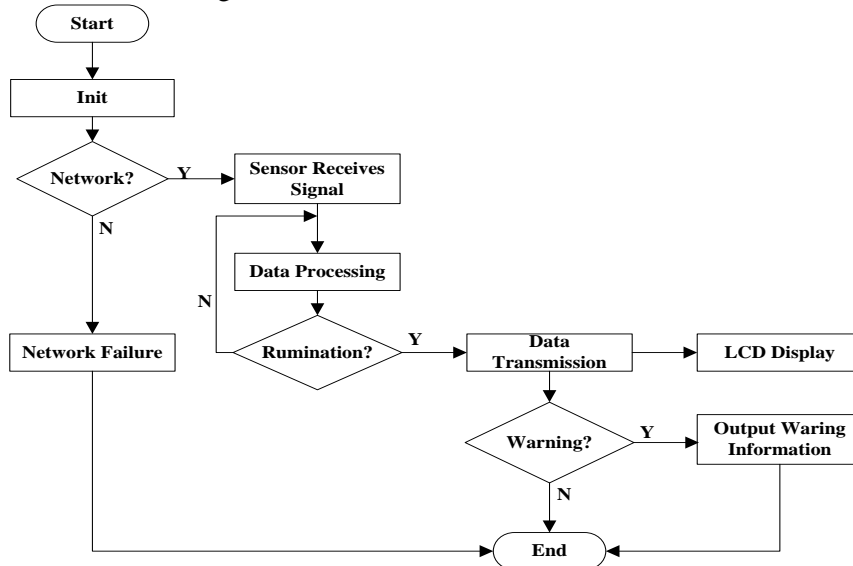 Start
Init
Network?
Y
Sensor Receives
Signal
N
Data Processing
N
Network Failure
Rumination?
Y
Data
Transmission
LCD Display
Warning?
Y
Output Waring
Information
N
End